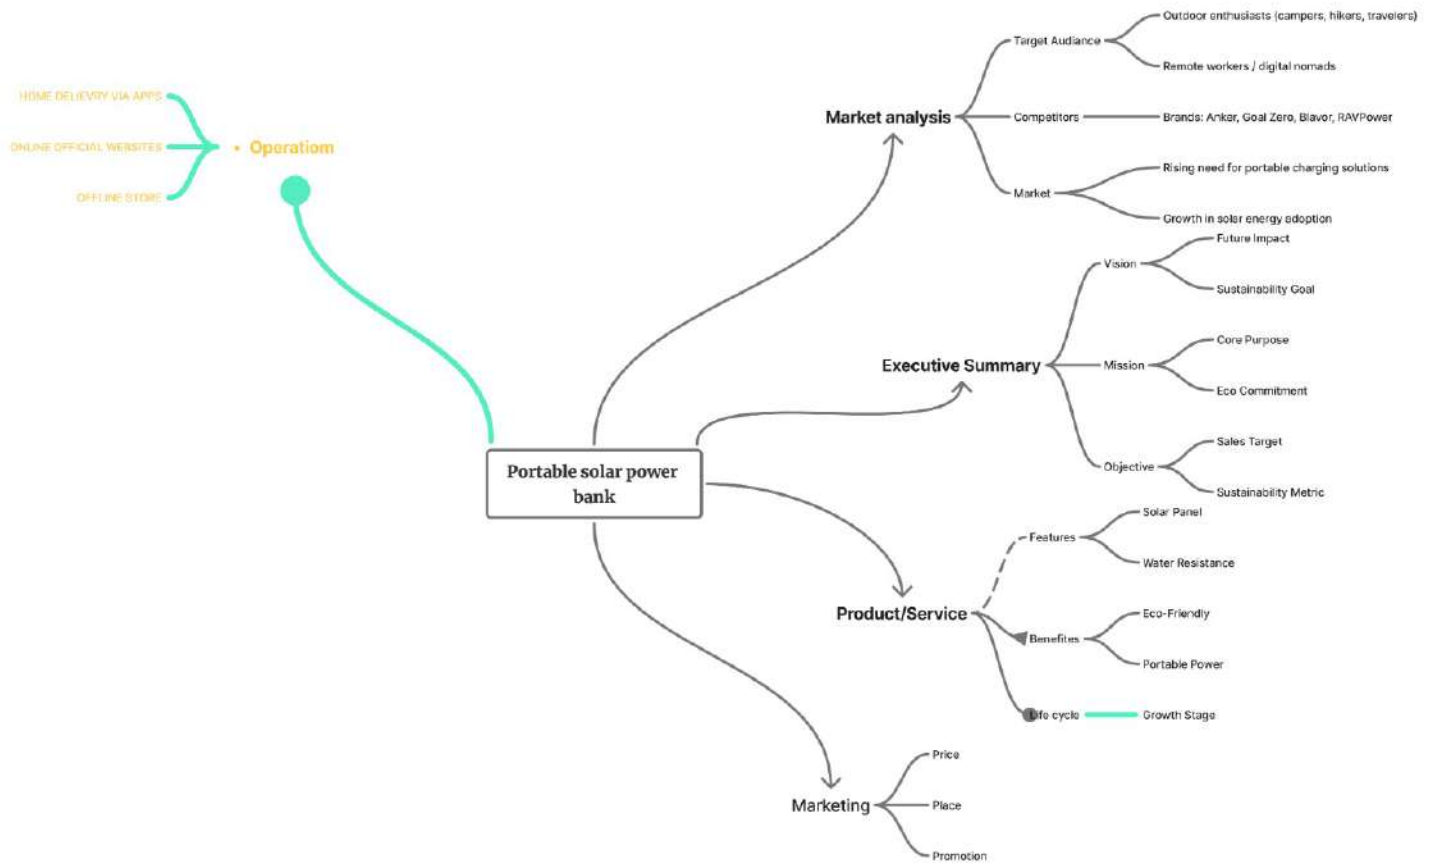 Portable solar power
bank
• Operatiom
HOME DELIEVRY VIA APPS
ONLINE OFFICIAL WEBSITES
OFFLINE STORE
Market analysis
Target Audiance
Outdoor enthusiasts (campers, hikers, travelers)
Remote workers / digital nomads
Competitors
Brands: Anker, Goal Zero, Blavor, RAVPower
Market
Rising need for portable charging solutions
Growth in solar energy adoption
Executive Summary
Vision
Future Impact
Sustainability Goal
Mission
Core Purpose
Eco Commitment
Objective
Sales Target
Sustainability Metric
Product/Service
Features
Solar Panel
Water Resistance
Benefites
Eco-Friendly
Portable Power
Life cycle
Growth Stage
Marketing
Price
Place
Promotion